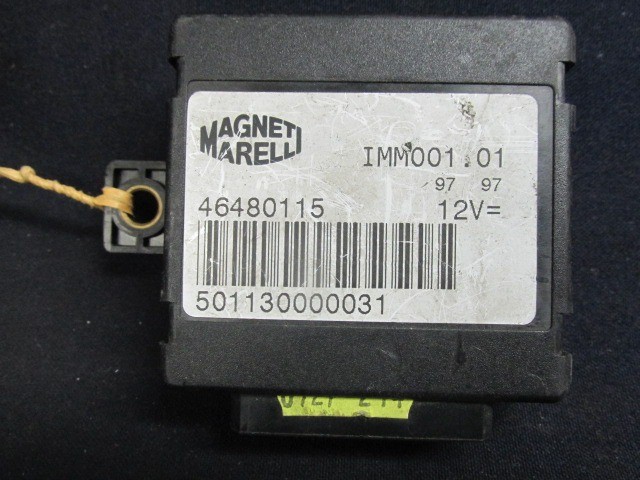 MAGNETI
MARELLI
IMM001.01
97 97
46480115 12V=
501130000031